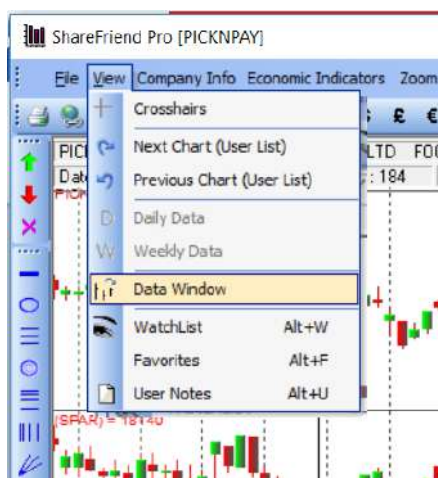 ShareFriend Pro [PICKNPAY]
File View Company Info Economic Indicators Zoom
Crosshairs
£ €
Next Chart (User List)
LTD FOO
Previous Chart (User List)
: 184
Daily Data
Weekly Data
Data Window
WatchList Alt+W
Favorites Alt+F
User Notes Alt+U
(SPAR) = 18140